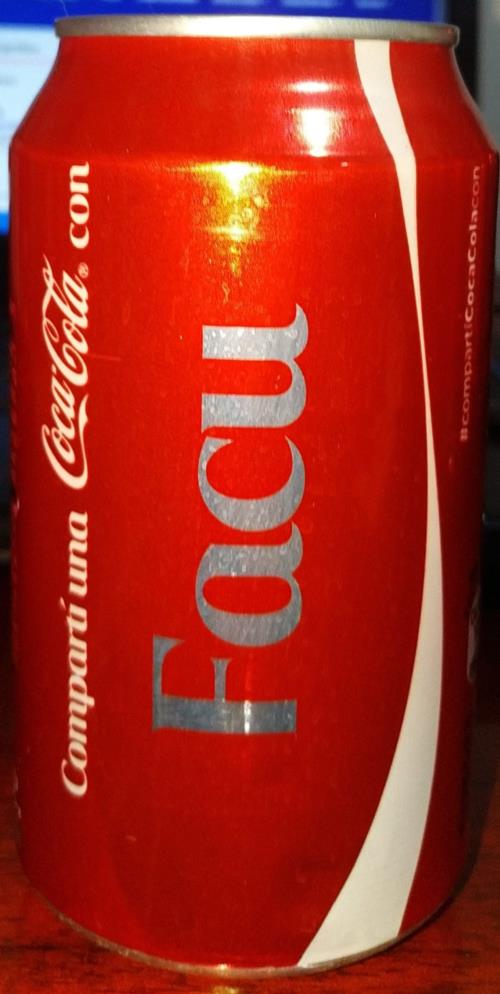 Compartí una Coca-Cola® con
Facu
#compartíCocaColacon